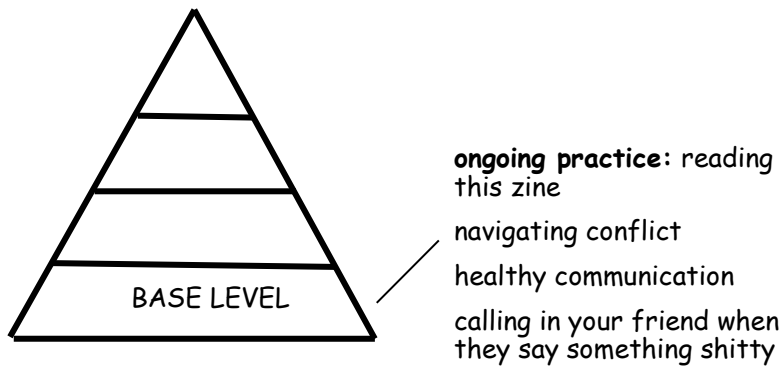 ongoing practice: reading
this zine
navigating conflict
healthy communication
calling in your friend when
they say something shitty
BASE LEVEL